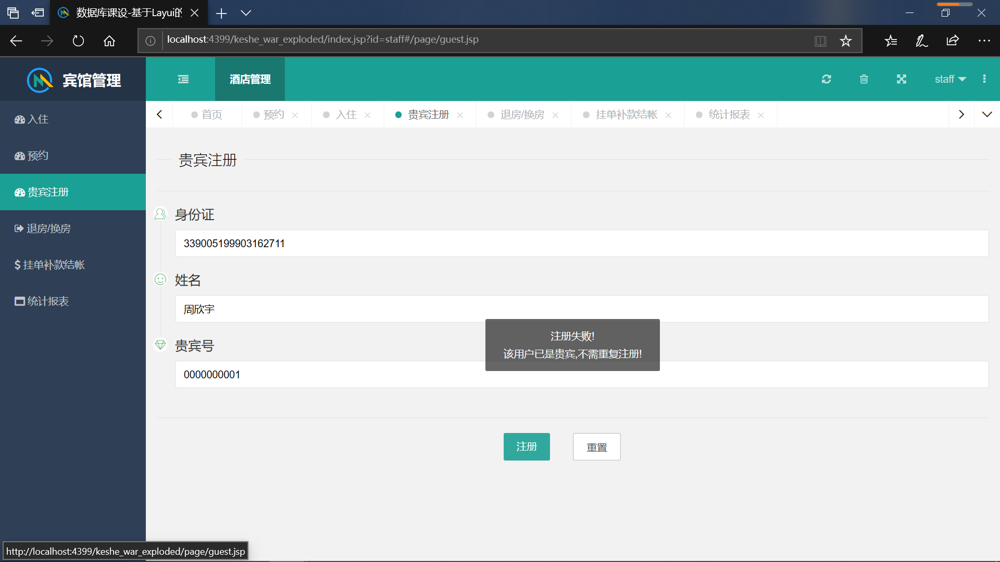 数据库课设-基于Layui的
localhost:4399/keshe_war_exploded/index.jsp?id=staff#/page/guest.jsp
宾馆管理
酒店管理
staff
首页
预约
入住
贵宾注册
退房/换房
挂单补款结帐
统计报表
入住
预约
贵宾注册
退房/换房
挂单补款结帐
统计报表
贵宾注册
身份证
339005199903162711
姓名
周欣宇
贵宾号
0000000001
注册失败!
该用户已是贵宾,不需重复注册!
注册
重置
http://localhost:4399/keshe_war_exploded/page/guest.jsp